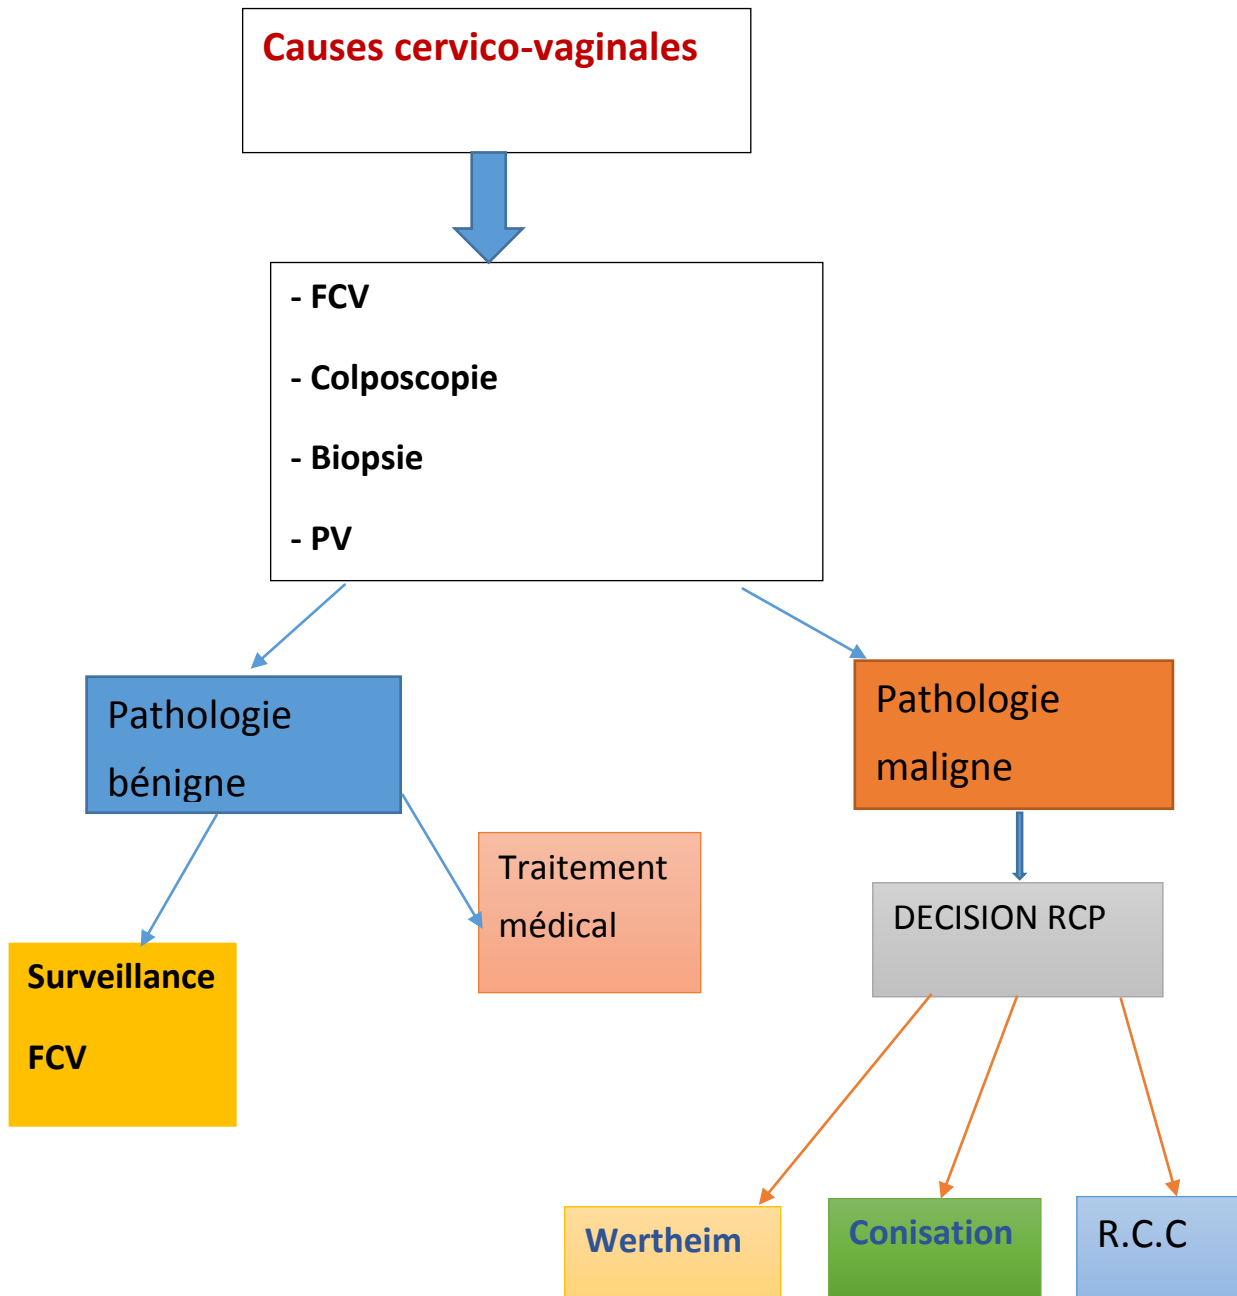 Causes cervico-vaginales
- FCV
- Colposcopie
- Biopsie
- PV
Pathologie
bénigne
Pathologie
maligne
Traitement
médical
DECISION RCP
Surveillance
FCV
Wertheim
Conisation
R.C.C